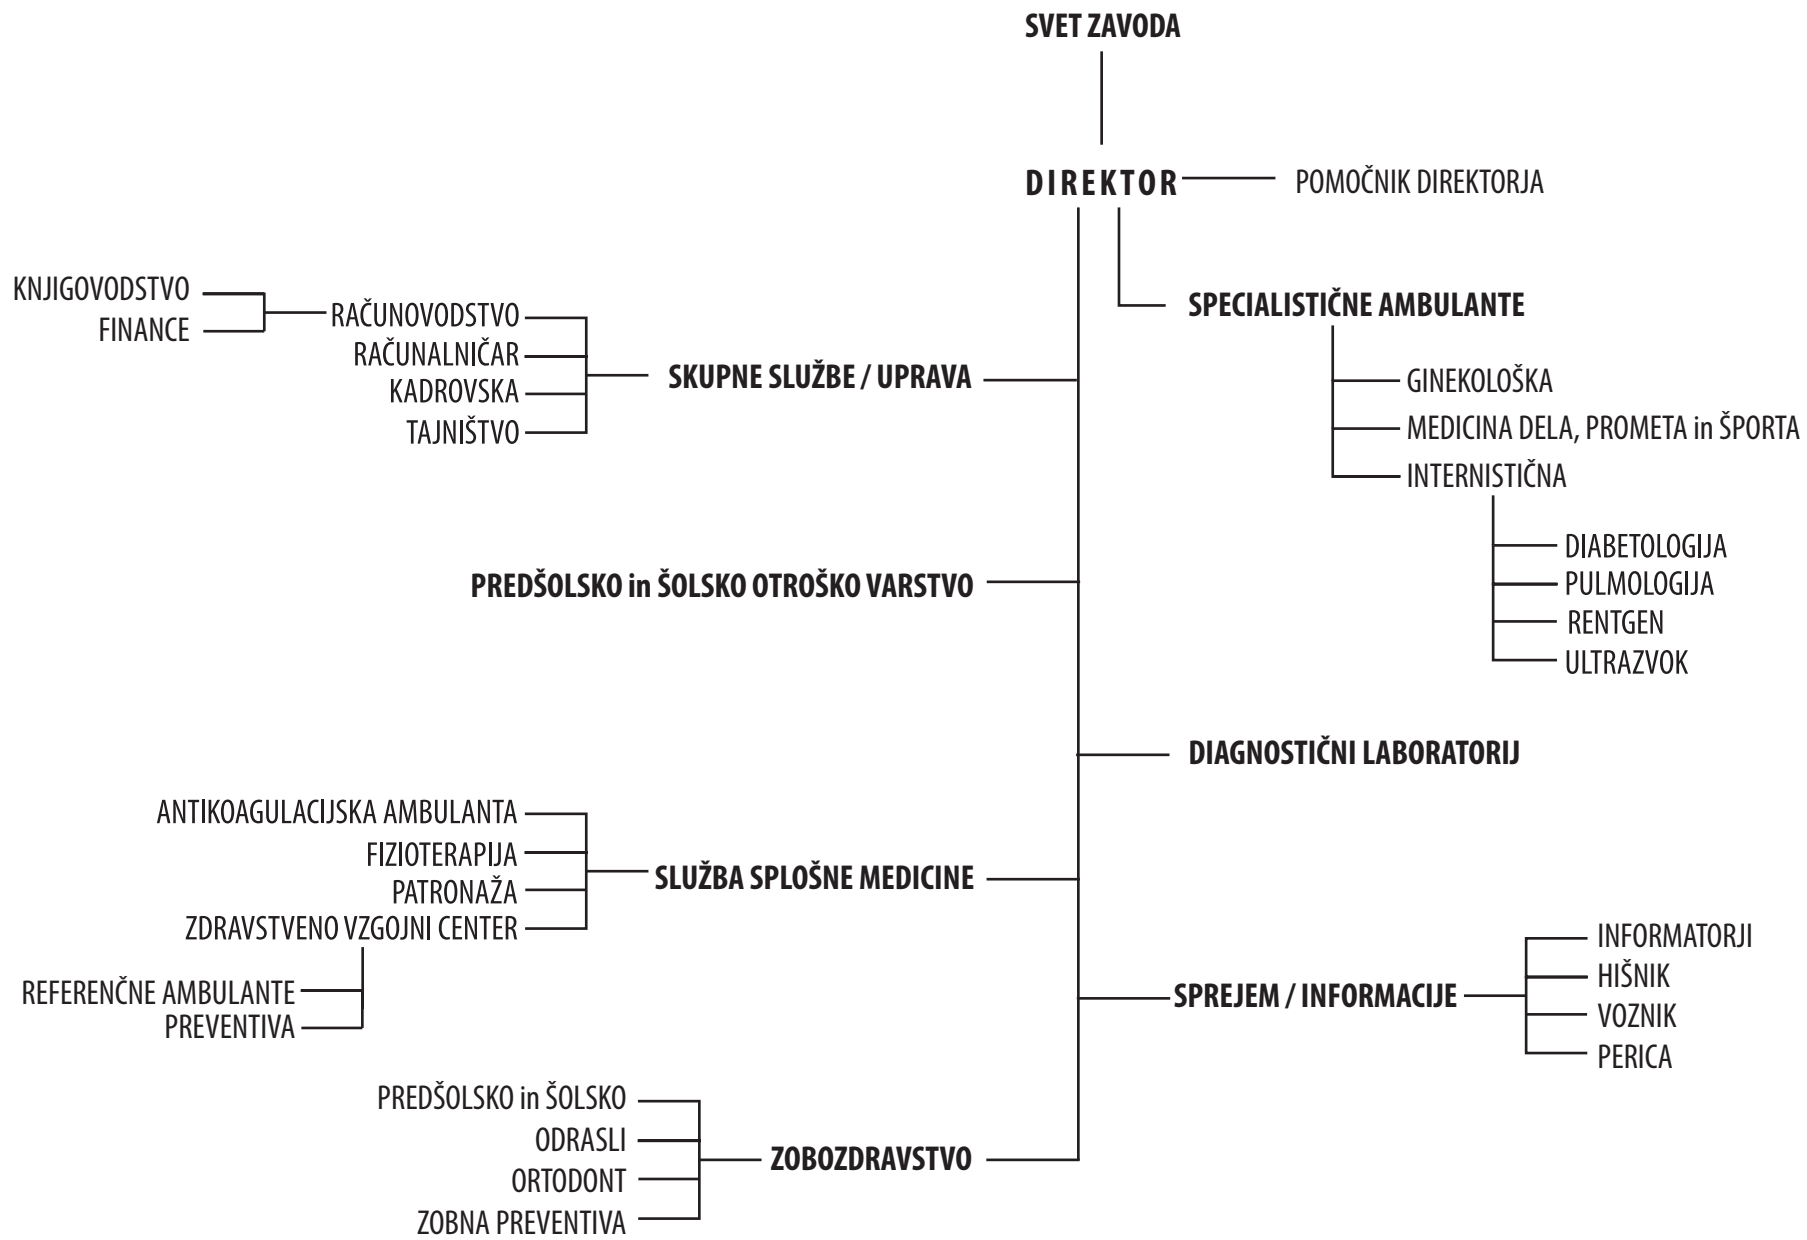 SVET ZAVODA
DIREKTOR
POMOČNIK DIREKTORJA
KNJIGOVODSTVO
FINANCE
RAČUNOVODSTVO
RAČUNALNIČAR
KADROVSKA
TAJNIŠTVO
SKUPNE SLUŽBE / UPRAVA
SPECIALISTIČNE AMBULANTE
GINEKOLOŠKA
MEDICINA DELA, PROMETA in ŠPORTA
INTERNISTIČNA
DIABETOLOGIJA
PULMOLOGIJA
RENTGEN
ULTRAZVOK
PREDŠOLSKO in ŠOLSKO OTROŠKO VARSTVO
DIAGNOSTIČNI LABORATORIJ
ANTIKOAGULACIJSKA AMBULANTA
FIZIOTERAPIJA
PATRONAŽA
ZDRAVSTVENO VZGOJNI CENTER
SLUŽBA SPLOŠNE MEDICINE
REFERENČNE AMBULANTE
PREVENTIVA
SPREJEM / INFORMACIJE
INFORMATORJI
HIŠNIK
VOZNIK
PERICA
PREDŠOLSKO in ŠOLSKO
ODRASLI
ORTODONT
ZOBNA PREVENTIVA
ZOBOZDRAVSTVO